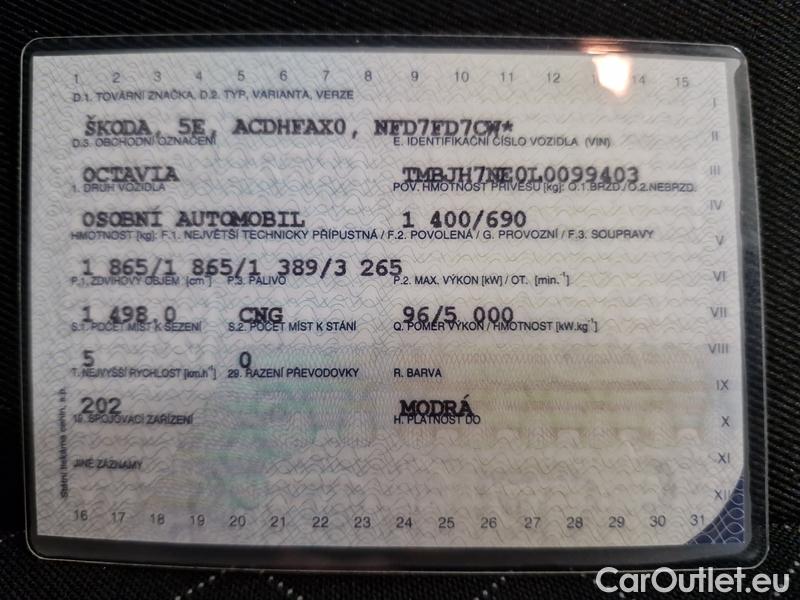 1 2 3 4 5 6 7 8 9 10 11 12 13 14 15
D.1. TOVÁRNÍ ZNAČKA, D.2. TYP, VARIANTA, VERZE
I
ŠKODA, 5E, ACDHFAX0, NFD7FD7CW*
D.3. OBCHODNÍ OZNAČENÍ E. IDENTIFIKAČNÍ ČÍSLO VOZIDLA (VIN)
II
OCTAVIA TMBJH7NE0L0099403
III
1. DRUH VOZIDLA POV. HMOTNOST PŘÍVĚSU [kg]: O.1. BRZD./O.2. NEBRZD.
IV
OSOBNÍ AUTOMOBIL 1 400/690
HMOTNOST [kg]: F.1. NEJVĚTŠÍ TECHNICKY PŘÍPUSTNÁ / F.2. POVOLENÁ / G. PROVOZNÍ / F.3. SOUPRAVY
V
1 865/1 865/1 389/3 265
P.1. ZDVIHOVÝ OBJEM [cm³] P.3. PALIVO P.2. MAX. VÝKON [kW] / OT. [min.⁻¹]
VI
1 498,0 CNG 96/5 000
VII
S.1. POČET MÍST K SEZENÍ S.2. POČET MÍST K STÁNÍ Q. POMĚR VÝKON / HMOTNOST [kW.kg⁻¹]
VIII
5 0
T. NEJVYŠŠÍ RYCHLOST [km.h⁻¹] 29. ŘAZENÍ PŘEVODOVKY R. BARVA
IX
202 MODRÁ
SPOJOVACÍ ZAŘÍZENÍ H. PLATNOST DO
X
XI
JINÉ ZÁZNAMY
XII
Státní tiskárna cenin, s.p.
16 17 18 19 20 21 22 23 24 25 26 27 28 29 30 31
CarOutlet.eu